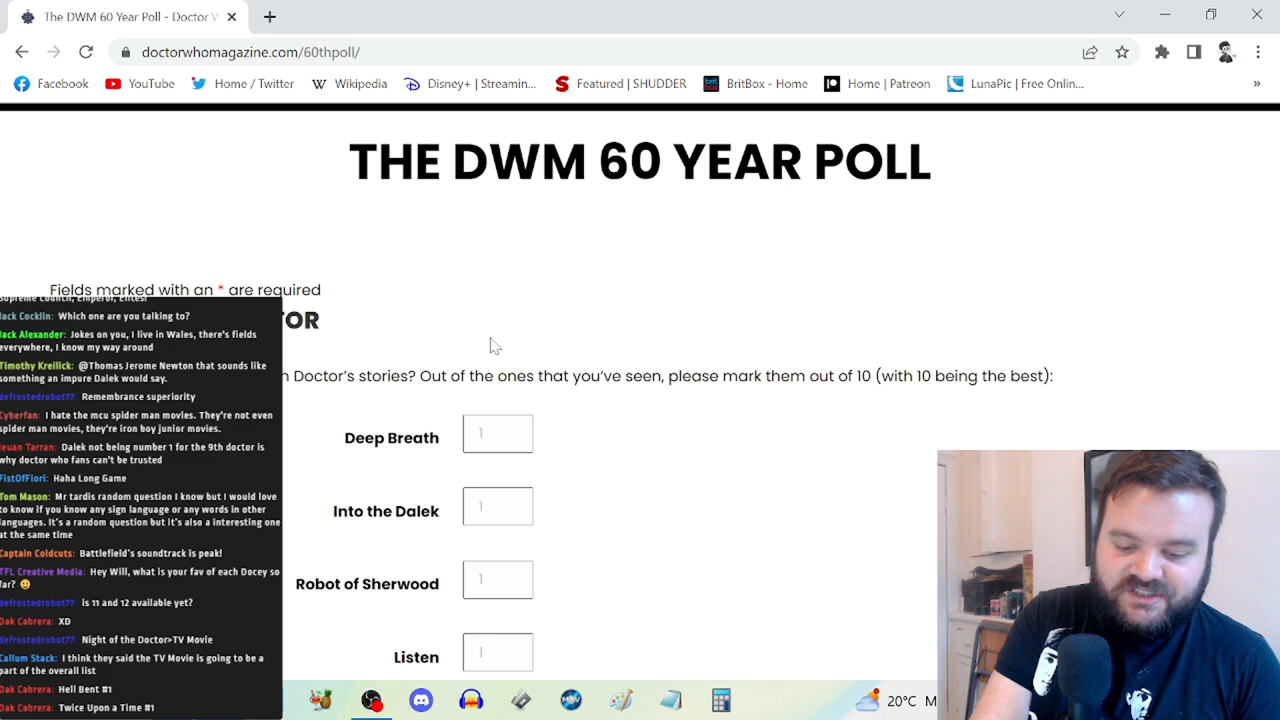 The DWM 60 Year Poll - Doctor W
doctorwhomagazine.com/60thpoll/
Facebook YouTube Home / Twitter Wikipedia Disney+ | Streamin... Featured | SHUDDER BritBox - Home Home | Patreon LunaPic | Free Onlin... »
THE DWM 60 YEAR POLL
Fields marked with an * are required
TOR
n Doctor's stories? Out of the ones that you've seen, please mark them out of 10 (with 10 being the best):
Deep Breath 1
Into the Dalek 1
Robot of Sherwood 1
Listen 1
Supreme Council, Emperor, Elites!
Jack Cocklin: Which one are you talking to?
Jack Alexander: Jokes on you, I live in Wales, there's fields
everywhere, I know my way around
Timothy Kreilick: @Thomas Jerome Newton that sounds like
something an impure Dalek would say.
defrostedrobot77: Remembrance superiority
Cyberfan: I hate the mcu spider man movies. They're not even
spider man movies, they're iron boy junior movies.
Ieuan Tarran: Dalek not being number 1 for the 9th doctor is
why doctor who fans can't be trusted
FistOfFiori: Haha Long Game
Tom Mason: Mr tardis random question I know but I would love
to know if you know any sign language or any words in other
languages. It's a random question but it's also a interesting one
at the same time
Captain Coldcuts: Battlefield's soundtrack is peak!
TFL Creative Media: Hey Will, what is your fav of each Docey so
far? 🙂
defrostedrobot77: is 11 and 12 available yet?
Dak Cabrera: XD
defrostedrobot77: Night of the Doctor>TV Movie
Callum Stack: I think they said the TV Movie is going to be a
part of the overall list
Dak Cabrera: Hell Bent #1
Dak Cabrera: Twice Upon a Time #1
20°C M